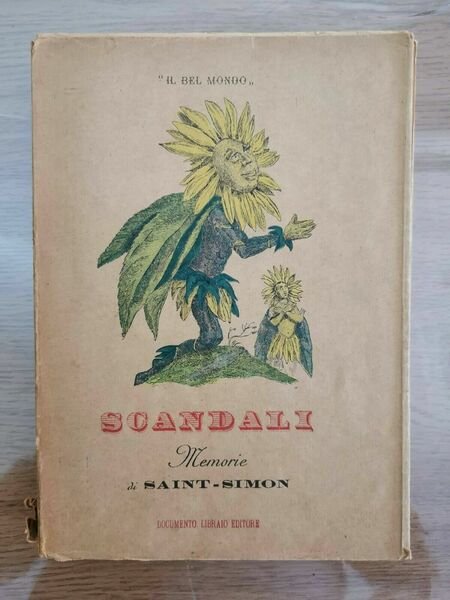 "IL BEL MONDO„
SCANDALI
Memorie
di SAINT-SIMON
DOCUMENTO LIBRAIO EDITORE